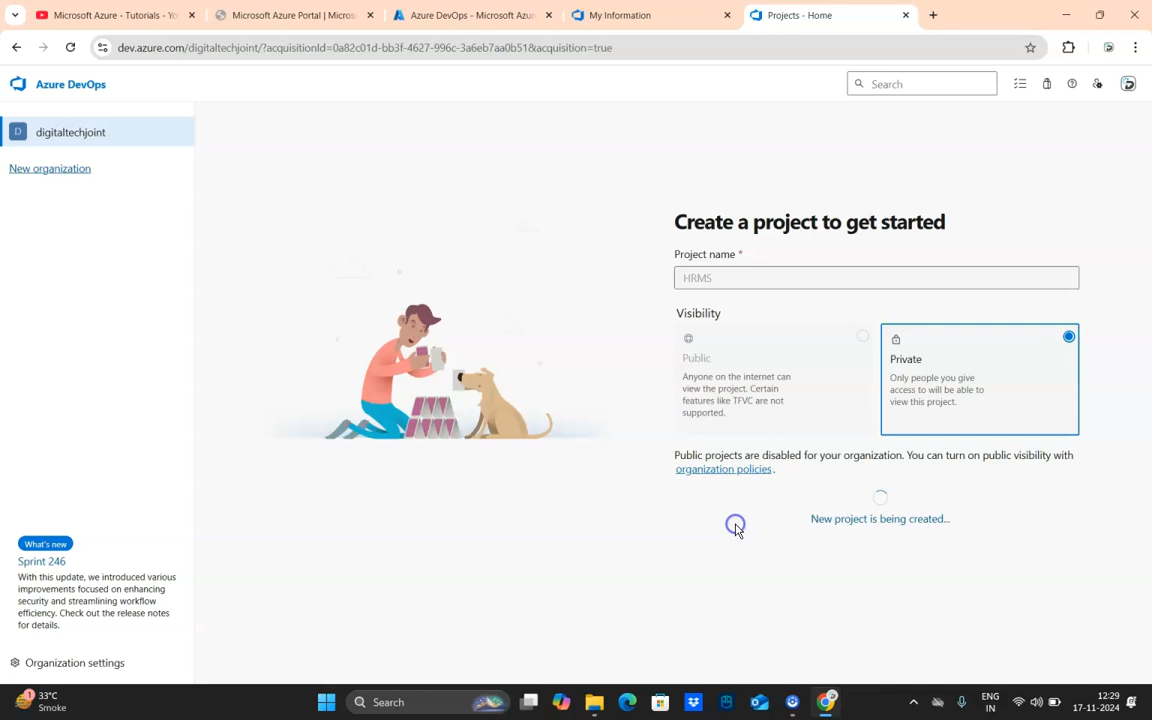 Microsoft Azure - Tutorials - Yo
Microsoft Azure Portal | Micros
Azure DevOps - Microsoft Azur
My Information
Projects - Home
dev.azure.com/digitaltechjoint/?acquisitionId=0a82c01d-bb3f-4627-996c-3a6eb7aa0b51&acquisition=true
Azure DevOps
Search
D digitaltechjoint
New organization
Create a project to get started
Project name *
HRMS
Visibility
Public
Anyone on the internet can
view the project. Certain
features like TFVC are not
supported.
Private
Only people you give
access to will be able to
view this project.
Public projects are disabled for your organization. You can turn on public visibility with
organization policies.
New project is being created...
What's new
Sprint 246
With this update, we introduced various
improvements focused on enhancing
security and streamlining workflow
efficiency. Check out the release notes
for details.
Organization settings
1
33°C
Smoke
Search
ENG
IN
12:29
17-11-2024